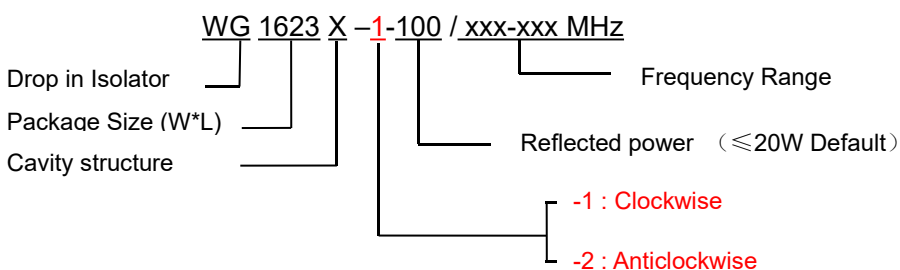 WG 1623 X –1-100 / xxx-xxx MHz
Drop in Isolator
Frequency Range
Package Size (W*L)
Reflected power （≤20W Default）
Cavity structure
-1 : Clockwise
-2 : Anticlockwise